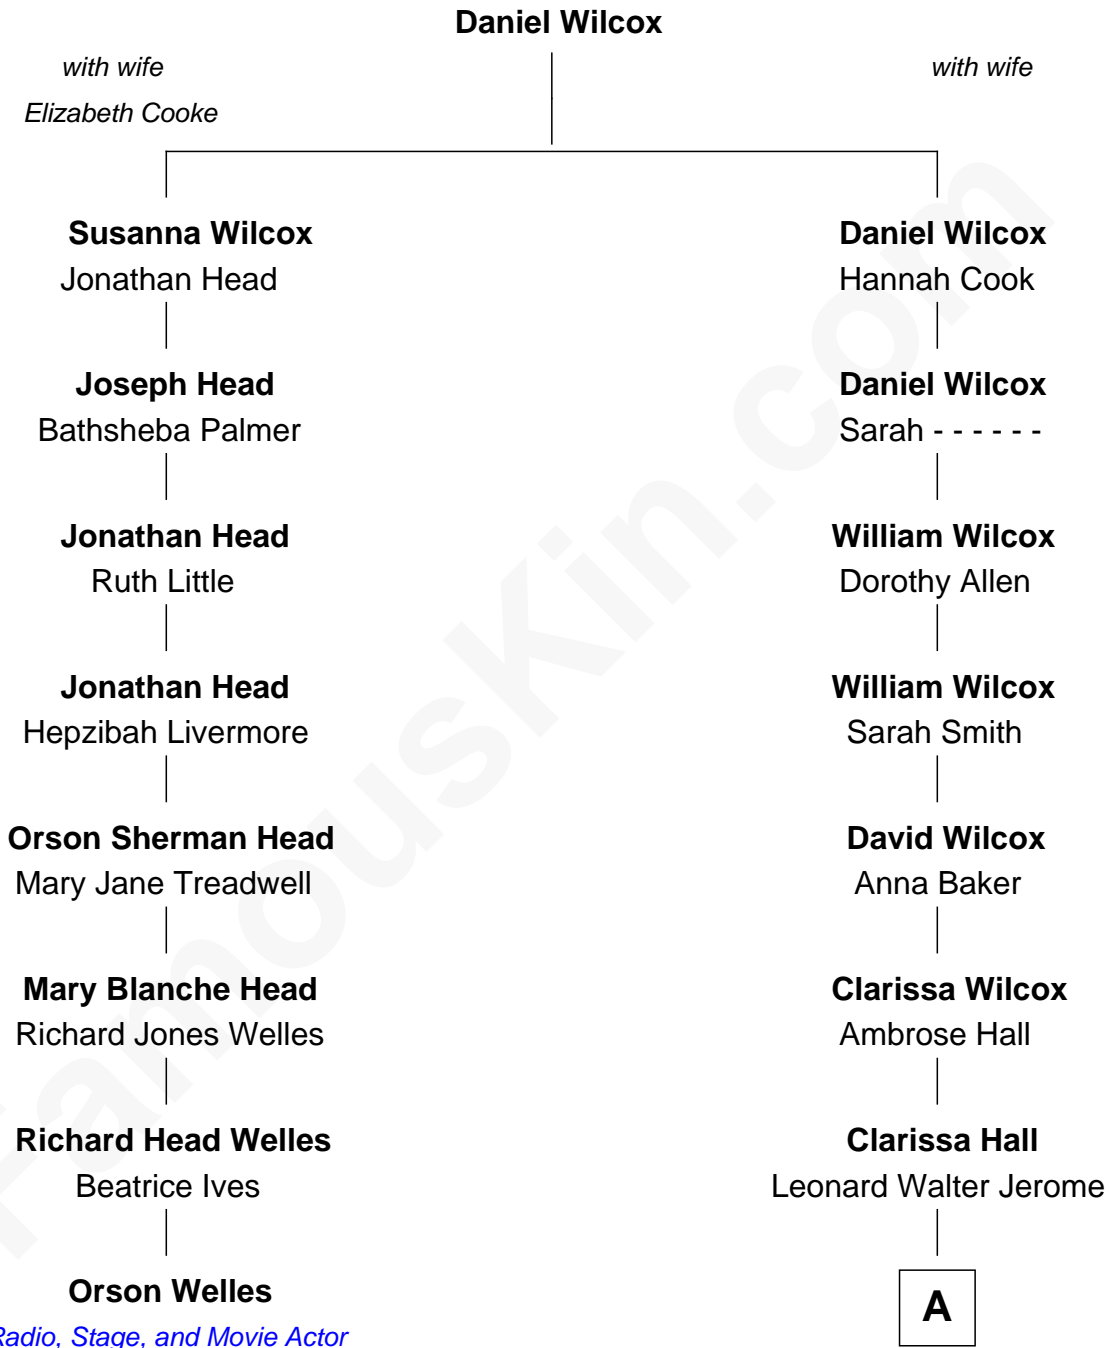 Daniel Wilcox
with wife
with wife
Elizabeth Cooke
Susanna Wilcox
Daniel Wilcox
Jonathan Head
Hannah Cook
Joseph Head
Daniel Wilcox
Bathsheba Palmer
Sarah - - - - - -
Jonathan Head
William Wilcox
Ruth Little
Dorothy Allen
Jonathan Head
William Wilcox
Hepzibah Livermore
Sarah Smith
Orson Sherman Head
David Wilcox
Mary Jane Treadwell
Anna Baker
Mary Blanche Head
Clarissa Wilcox
Richard Jones Welles
Ambrose Hall
Richard Head Welles
Clarissa Hall
Beatrice Ives
Leonard Walter Jerome
Orson Welles
A
Radio, Stage, and Movie Actor
FamousKin.com